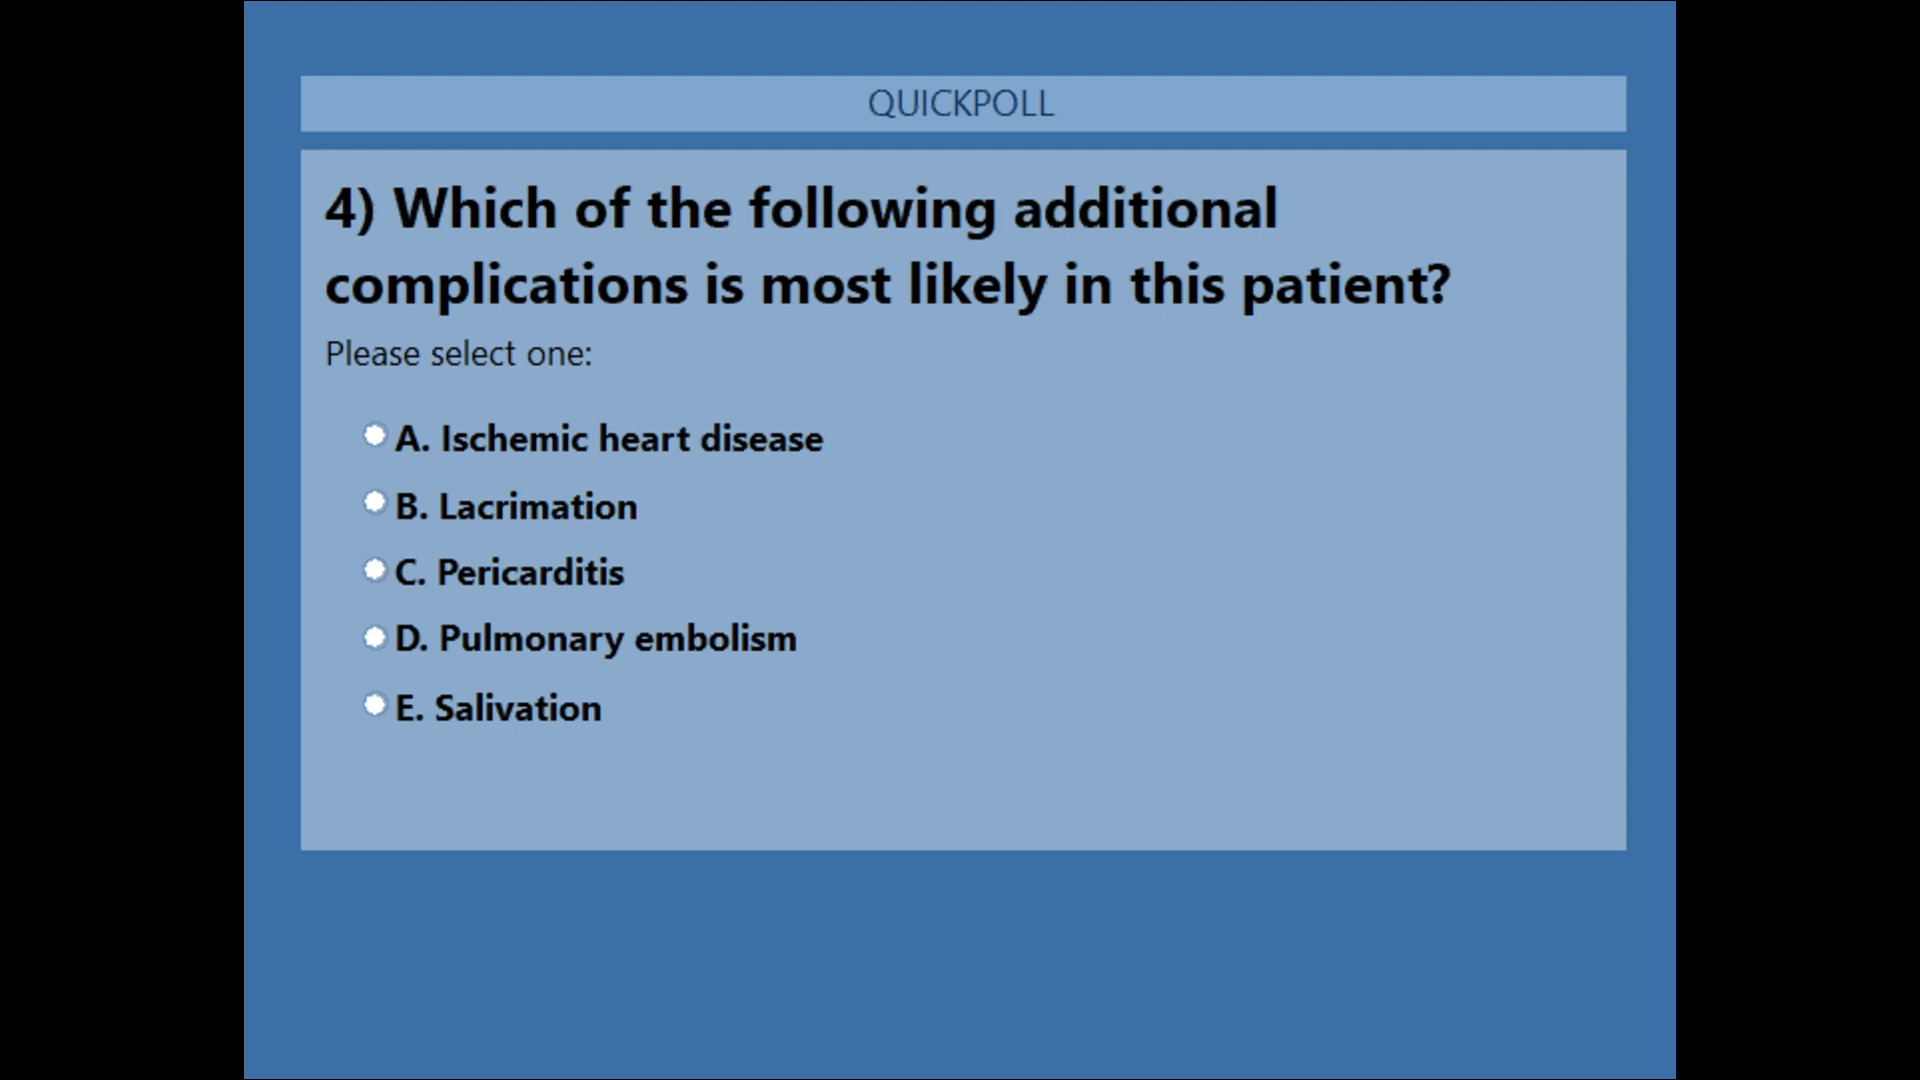 QUICKPOLL
4) Which of the following additional
complications is most likely in this patient?
Please select one:
A. Ischemic heart disease
B. Lacrimation
C. Pericarditis
D. Pulmonary embolism
E. Salivation